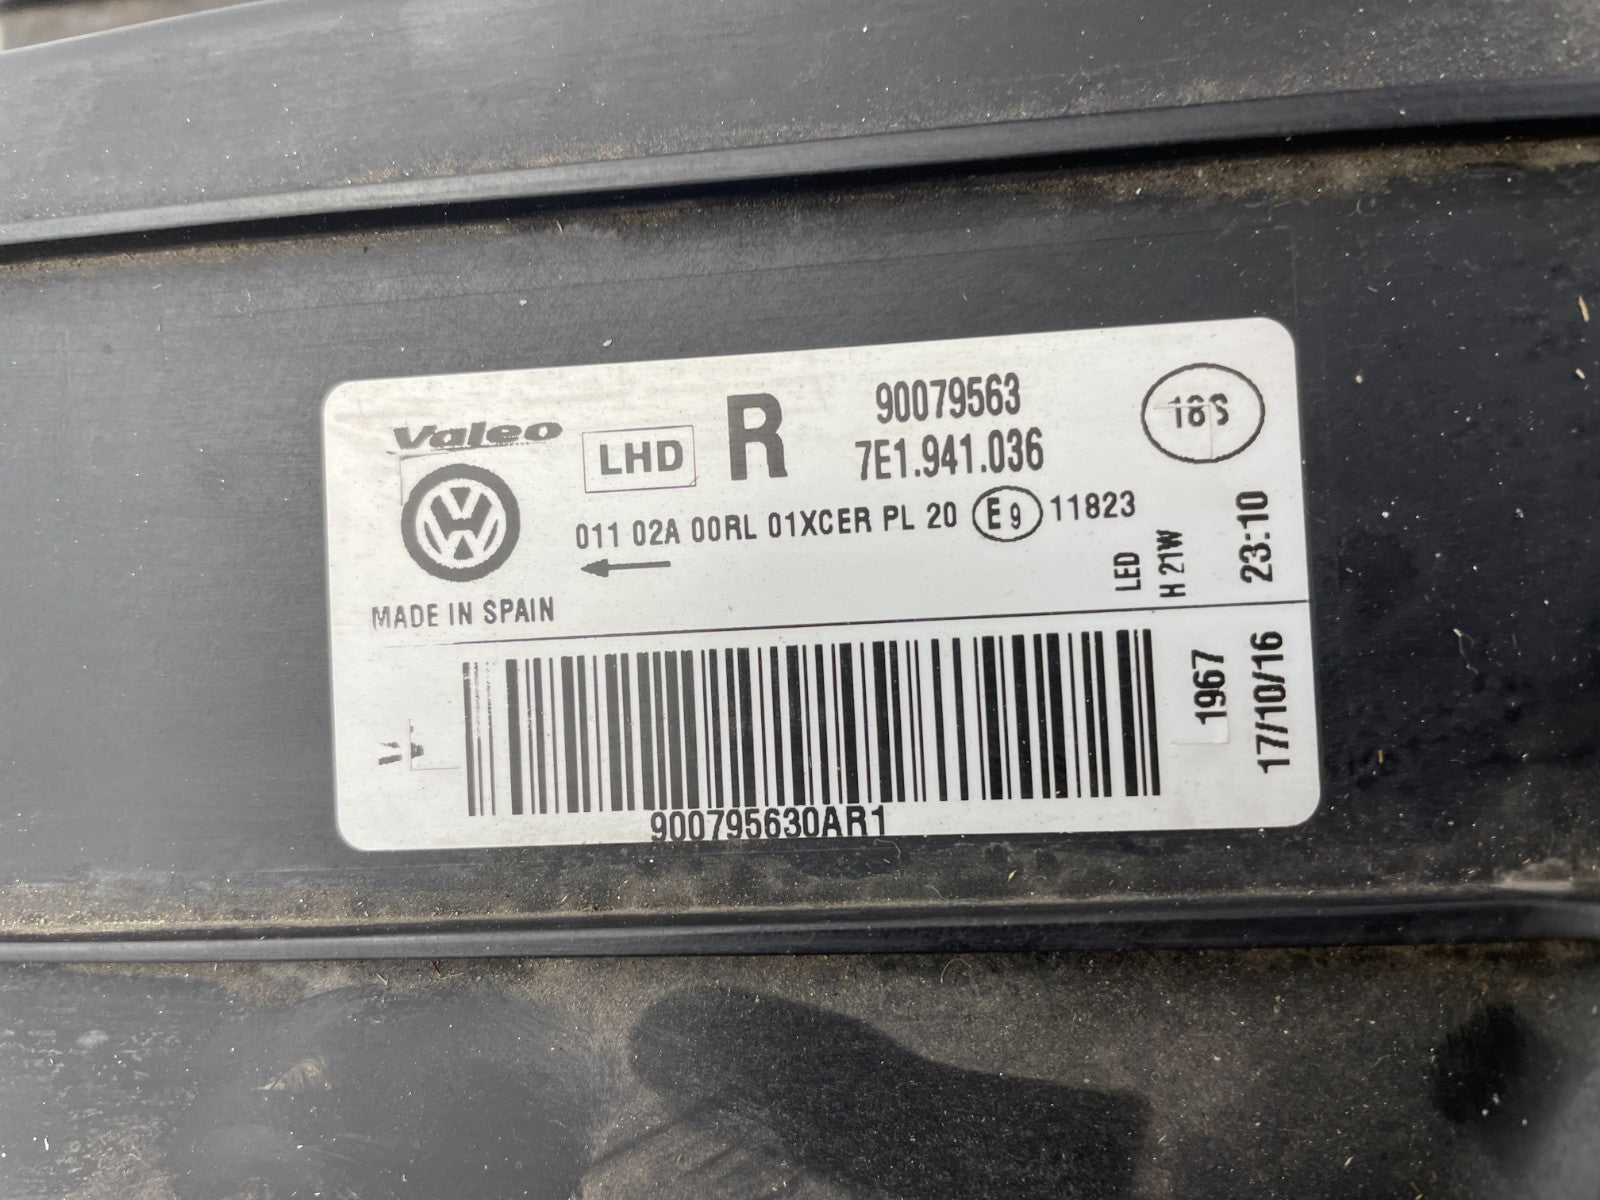 Valeo
LHD
R
90079563
7E1.941.036
18S
011 02A 00RL 01XCER PL 20 E9 11823
MADE IN SPAIN
LED
H 21W
23:10
1967
17/10/16
900795630AR1